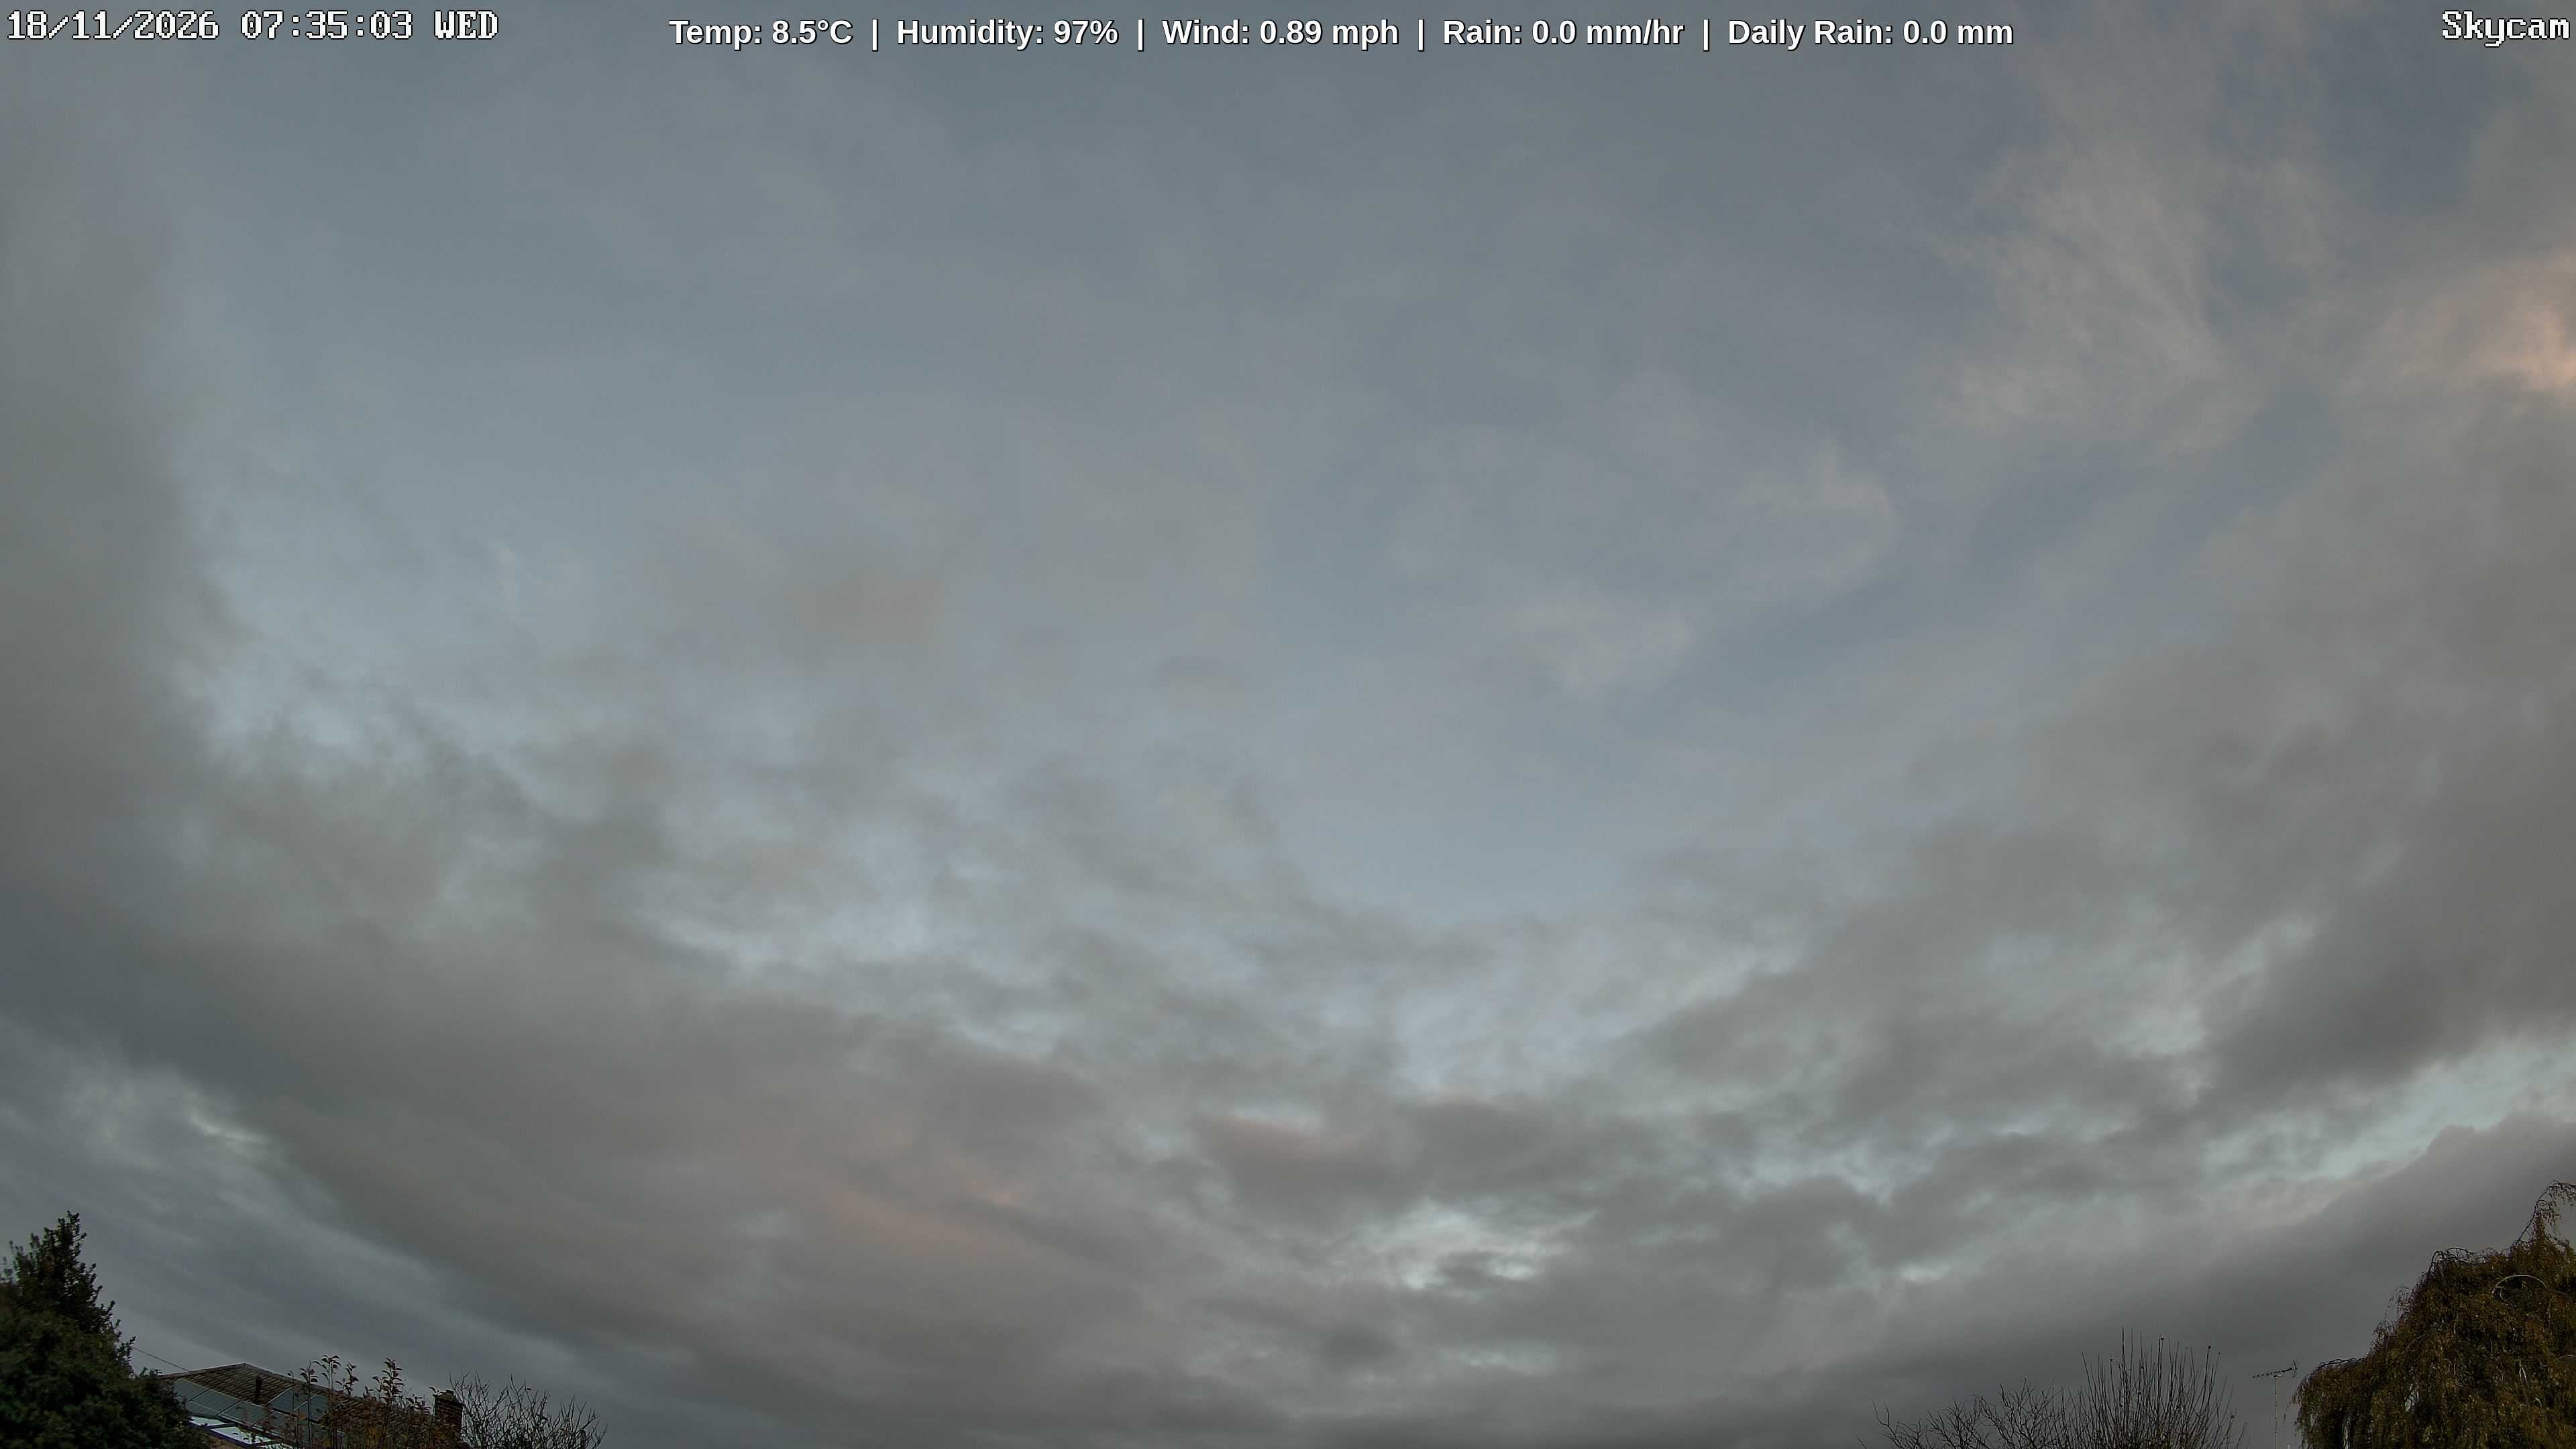 18/11/2026 07:35:03 WED
Temp: 8.5°C | Humidity: 97% | Wind: 0.89 mph | Rain: 0.0 mm/hr | Daily Rain: 0.0 mm
Skycam